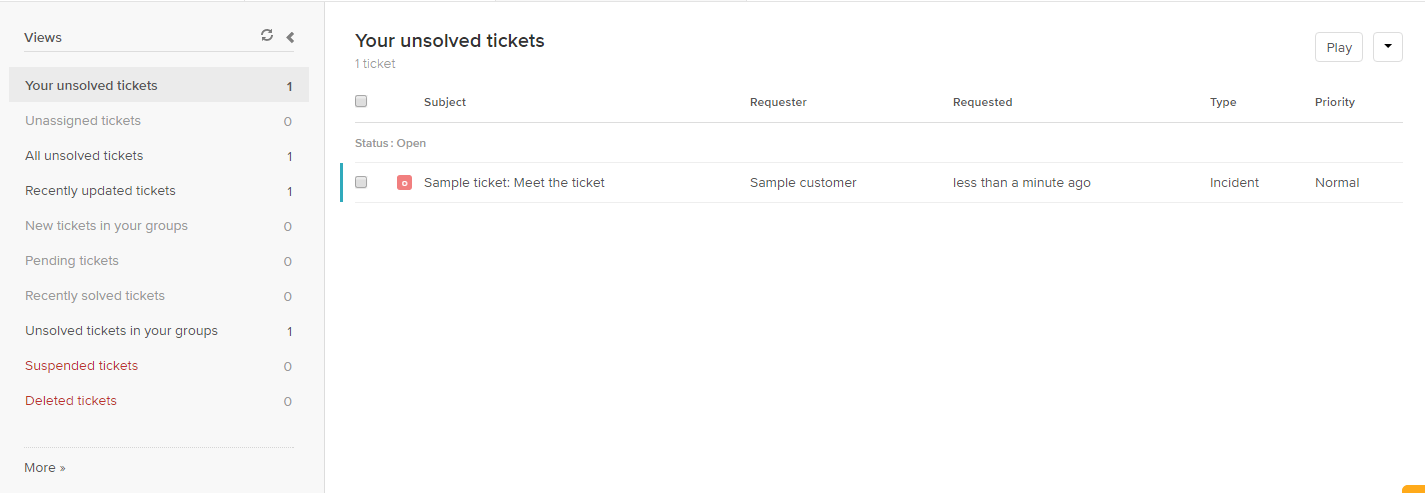 Views
Your unsolved tickets 1
Unassigned tickets 0
All unsolved tickets 1
Recently updated tickets 1
New tickets in your groups 0
Pending tickets 0
Recently solved tickets 0
Unsolved tickets in your groups 1
Suspended tickets 0
Deleted tickets 0
More »
Your unsolved tickets
1 ticket
Play
Subject Requester Requested Type Priority
Status : Open
o Sample ticket: Meet the ticket Sample customer less than a minute ago Incident Normal